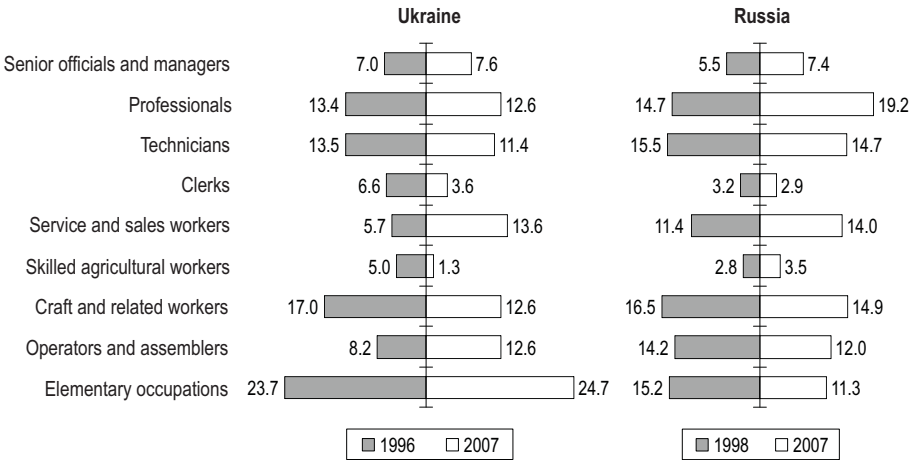 Ukraine Russia
Senior officials and managers 7.0 7.6 5.5 7.4
Professionals 13.4 12.6 14.7 19.2
Technicians 13.5 11.4 15.5 14.7
Clerks 6.6 3.6 3.2 2.9
Service and sales workers 5.7 13.6 11.4 14.0
Skilled agricultural workers 5.0 1.3 2.8 3.5
Craft and related workers 17.0 12.6 16.5 14.9
Operators and assemblers 8.2 12.6 14.2 12.0
Elementary occupations 23.7 24.7 15.2 11.3
1996 2007 1998 2007